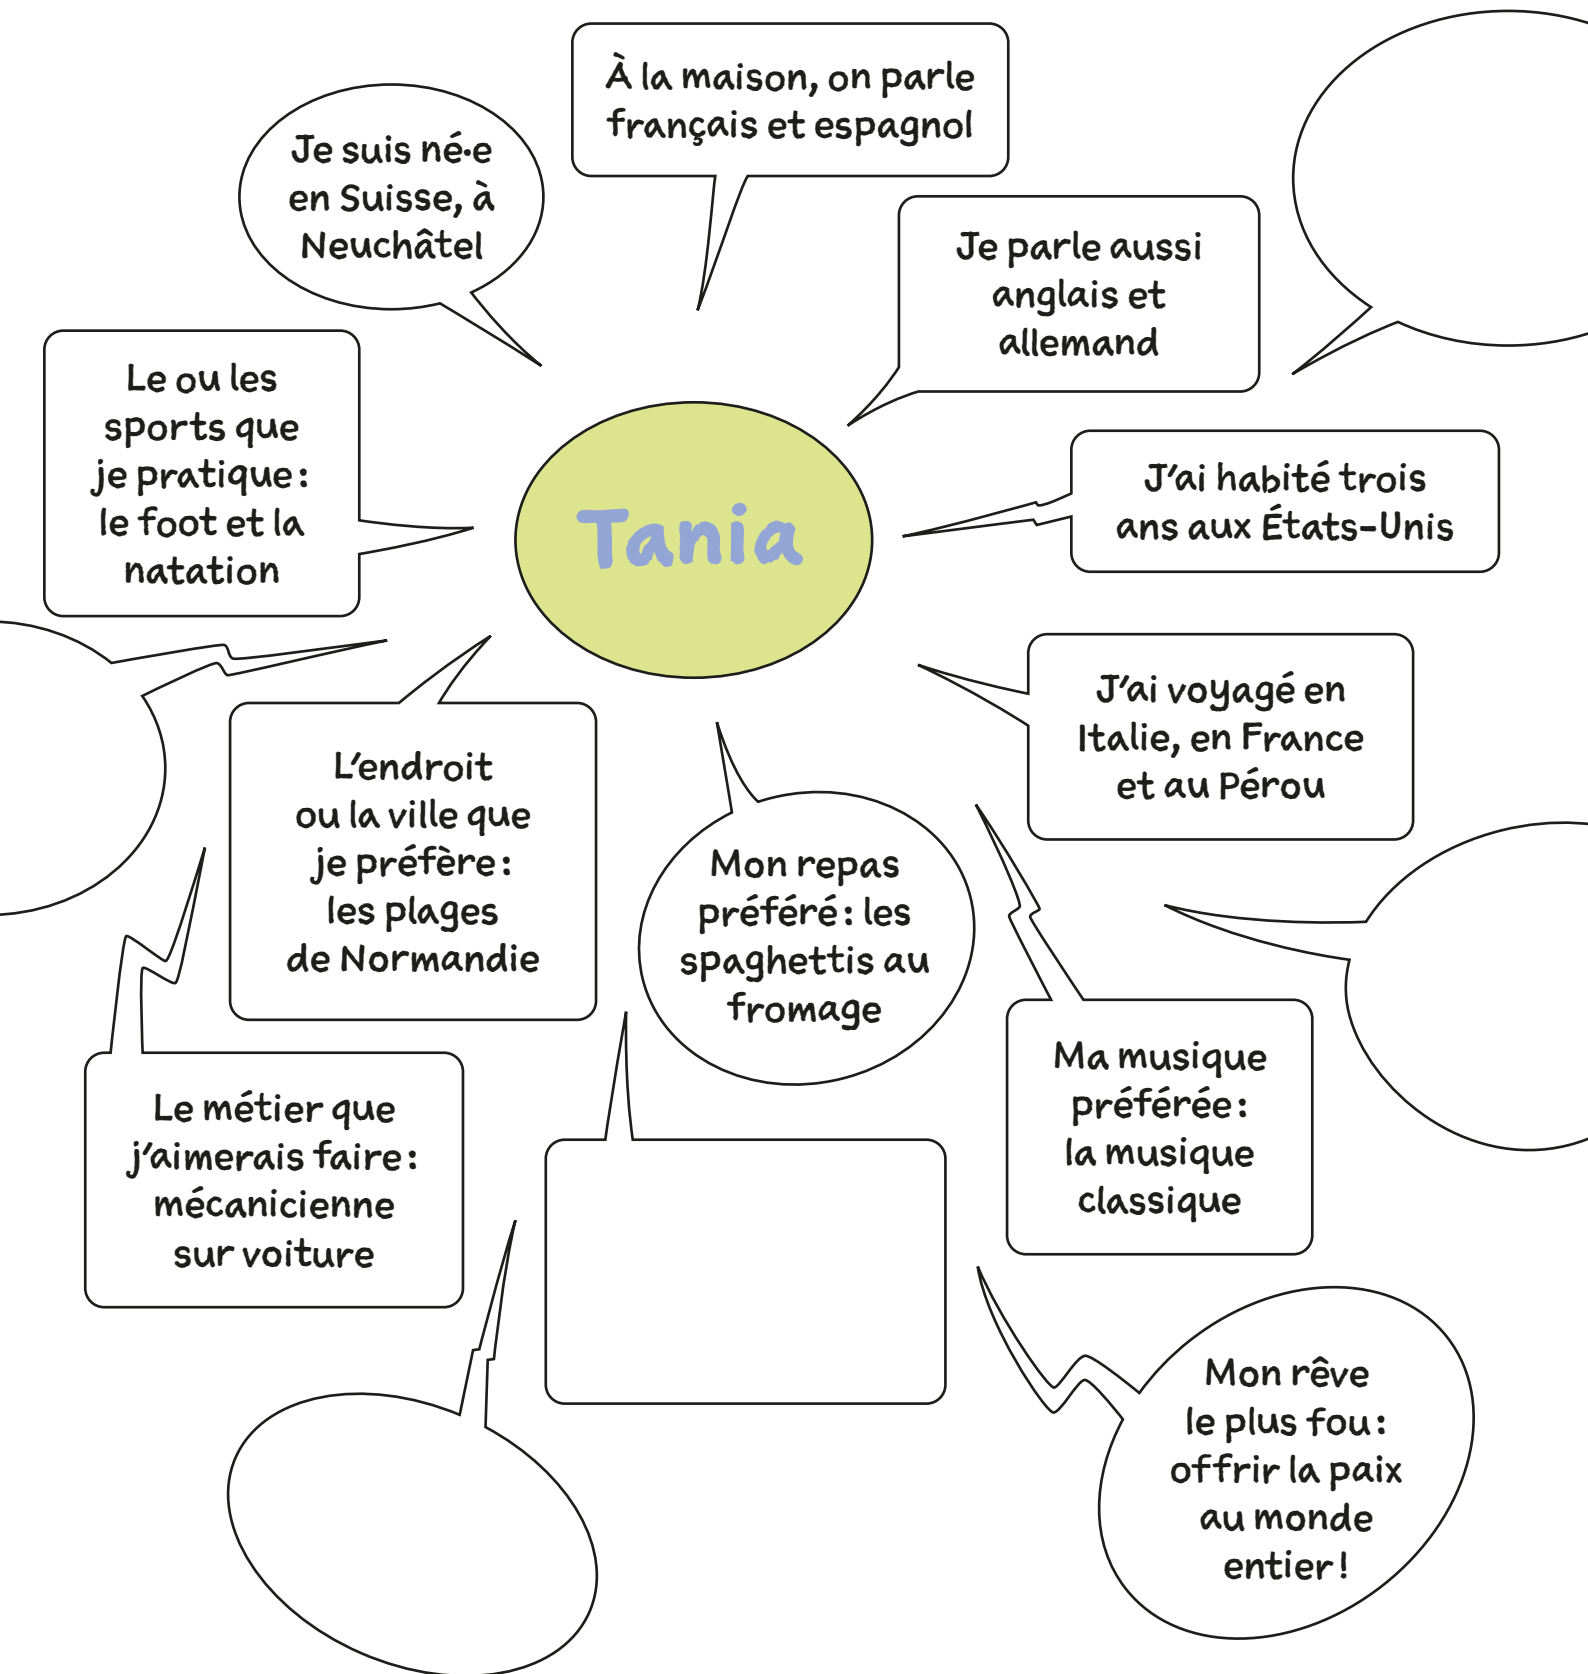 À la maison, on parle
français et espagnol
Je suis né·e
en Suisse, à
Neuchâtel
Je parle aussi
anglais et
allemand
Le ou les
sports que
je pratique :
le foot et la
natation
Tania
J’ai habité trois
ans aux États-Unis
J’ai voyagé en
Italie, en France
et au Pérou
L’endroit
ou la ville que
je préfère :
les plages
de Normandie
Mon repas
préféré : les
spaghettis au
fromage
Ma musique
préférée :
la musique
classique
Le métier que
j’aimerais faire :
mécanicienne
sur voiture
Mon rêve
le plus fou :
offrir la paix
au monde
entier !